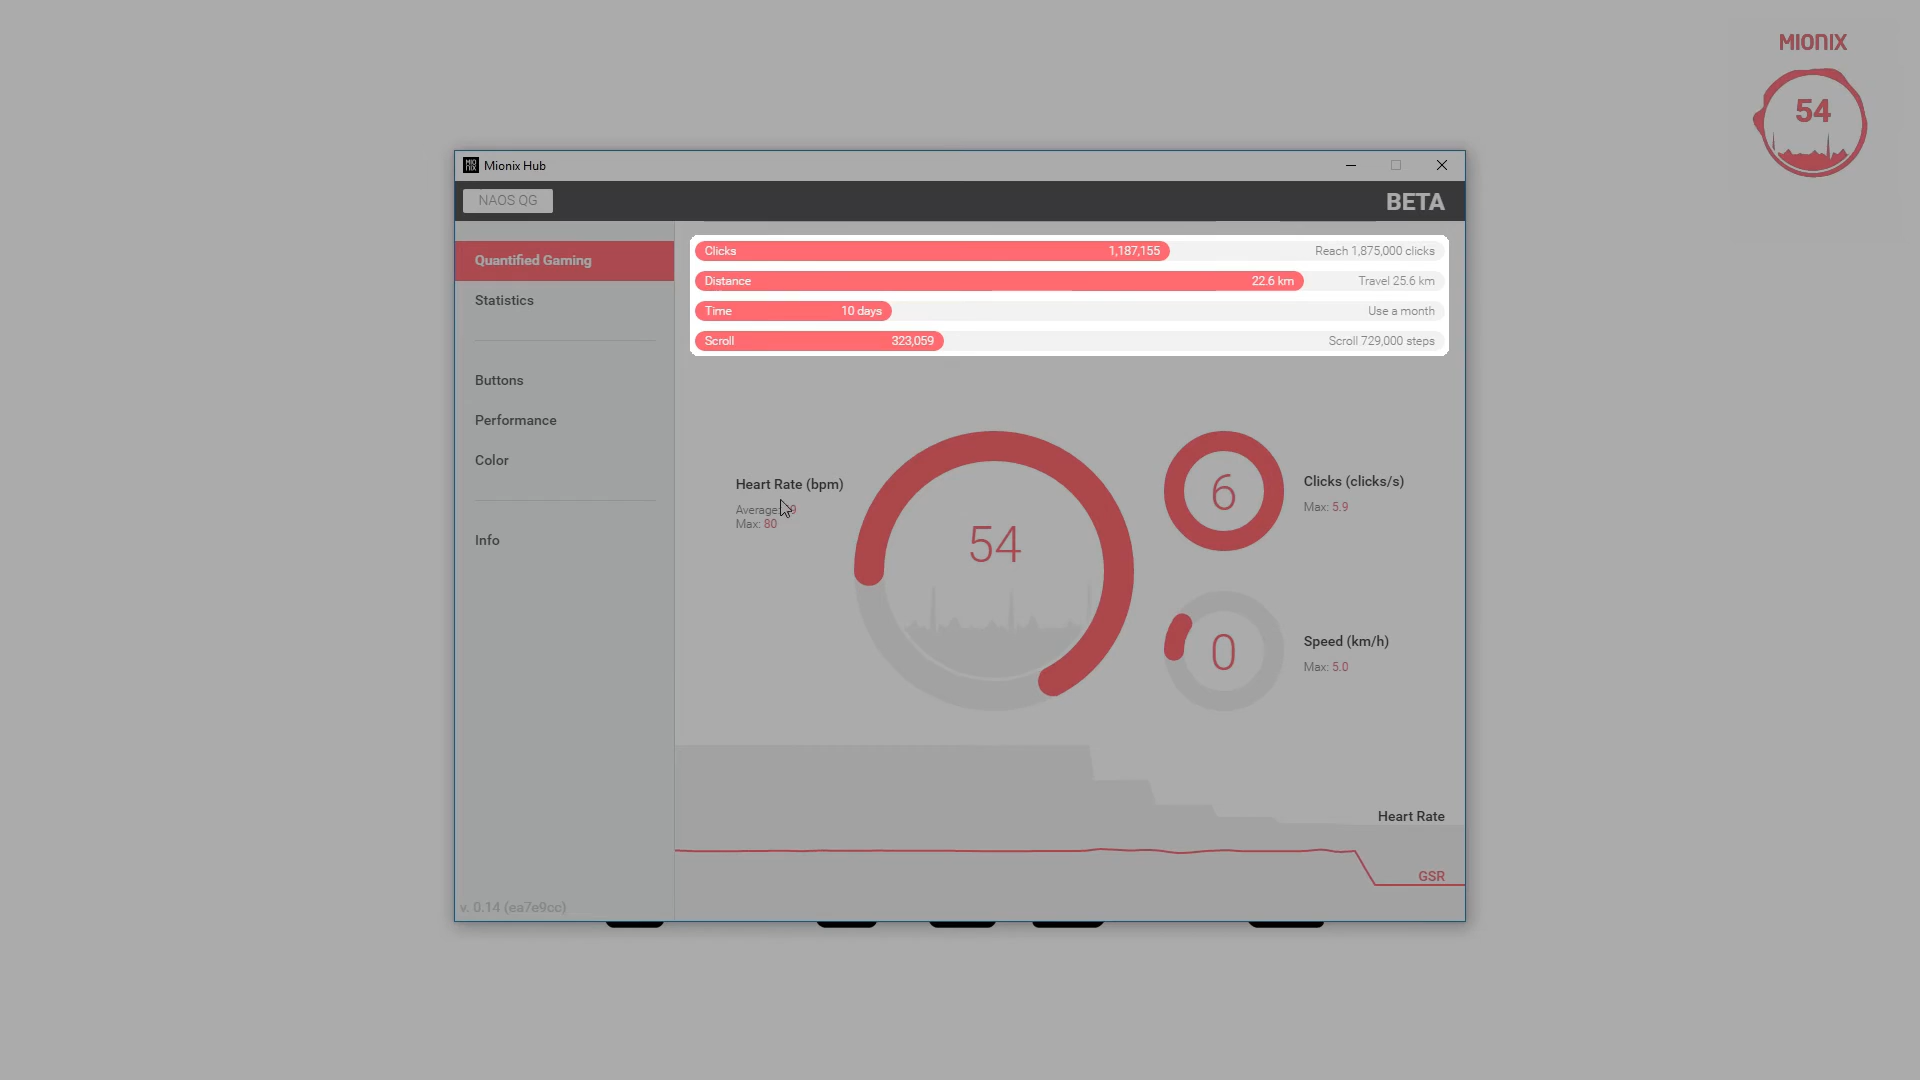 MIONIX
54
MIO
NIX
Mionix Hub
NAOS QG
BETA
Quantified Gaming
Statistics
Buttons
Performance
Color
Info
v. 0.14 (ea7e9cc)
Clicks 1,187,155 Reach 1,875,000 clicks
Distance 22.6 km Travel 25.6 km
Time 10 days Use a month
Scroll 323,059 Scroll 729,000 steps
Heart Rate (bpm)
Average:
Max: 80
54
6
Clicks (clicks/s)
Max: 5.9
0
Speed (km/h)
Max: 5.0
Heart Rate
GSR